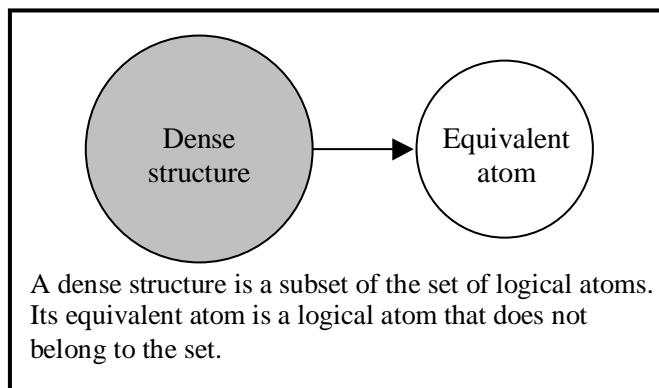 Dense
structure
Equivalent
atom
A dense structure is a subset of the set of logical atoms.
Its equivalent atom is a logical atom that does not
belong to the set.